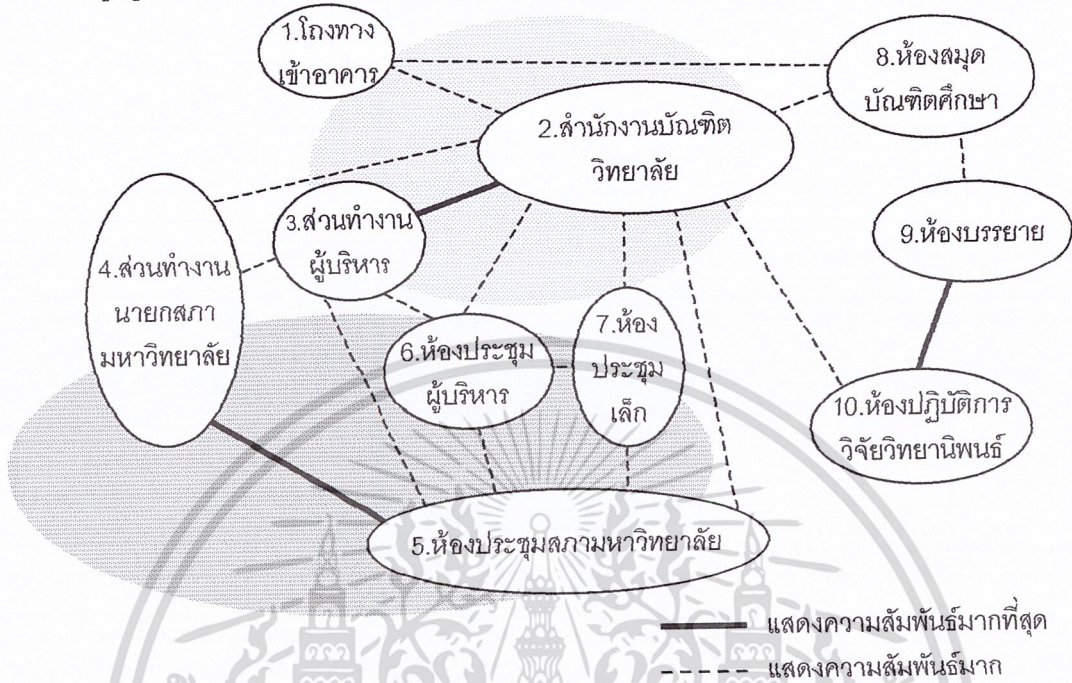 1.โถงทาง
เข้าอาคาร
8.ห้องสมุด
บัณฑิตศึกษา
2.สำนักงานบัณฑิต
วิทยาลัย
3.ส่วนทำงาน
ผู้บริหาร
9.ห้องบรรยาย
4.ส่วนทำงาน
นายกสภา
มหาวิทยาลัย
7.ห้อง
ประชุม
เล็ก
6.ห้องประชุม
ผู้บริหาร
10.ห้องปฏิบัติการ
วิจัยวิทยานิพนธ์
5.ห้องประชุมสภามหาวิทยาลัย
แสดงความสัมพันธ์มากที่สุด
แสดงความสัมพันธ์มาก